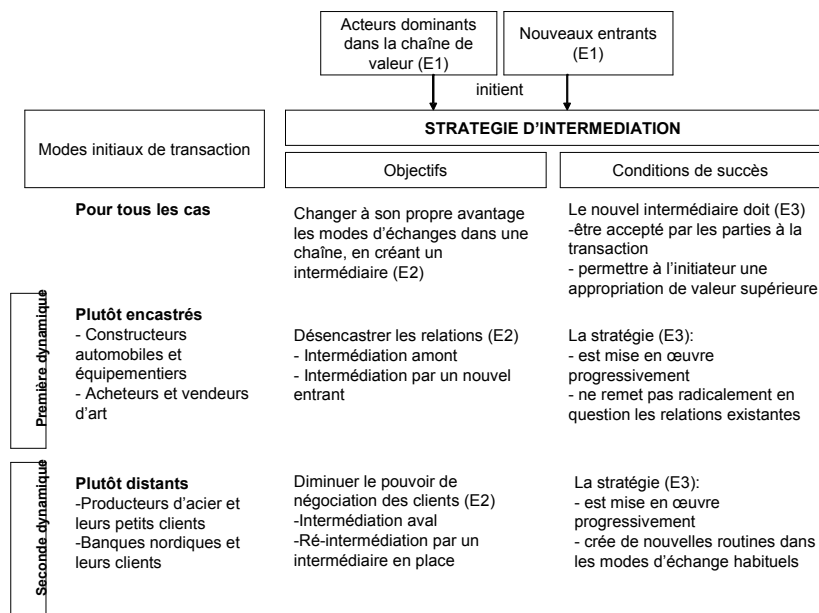 Acteurs dominants
dans la chaîne de
valeur (E1)
Nouveaux entrants
(E1)
initient
Modes initiaux de transaction
STRATEGIE D'INTERMEDIATION
Objectifs
Conditions de succès
Pour tous les cas
Changer à son propre avantage
les modes d'échanges dans une
chaîne, en créant un
intermédiaire (E2)
Le nouvel intermédiaire doit (E3)
-être accepté par les parties à la
transaction
- permettre à l'initiateur une
appropriation de valeur supérieure
Première dynamique
Plutôt encastrés
- Constructeurs
automobiles et
équipementiers
- Acheteurs et vendeurs
d'art
Désencastrer les relations (E2)
- Intermédiation amont
- Intermédiation par un nouvel
entrant
La stratégie (E3):
- est mise en œuvre
progressivement
- ne remet pas radicalement en
question les relations existantes
Seconde dynamique
Plutôt distants
-Producteurs d'acier et
leurs petits clients
-Banques nordiques et
leurs clients
Diminuer le pouvoir de
négociation des clients (E2)
-Intermédiation aval
-Ré-intermédiation par un
intermédiaire en place
La stratégie (E3):
- est mise en œuvre
progressivement
- crée de nouvelles routines dans
les modes d'échange habituels